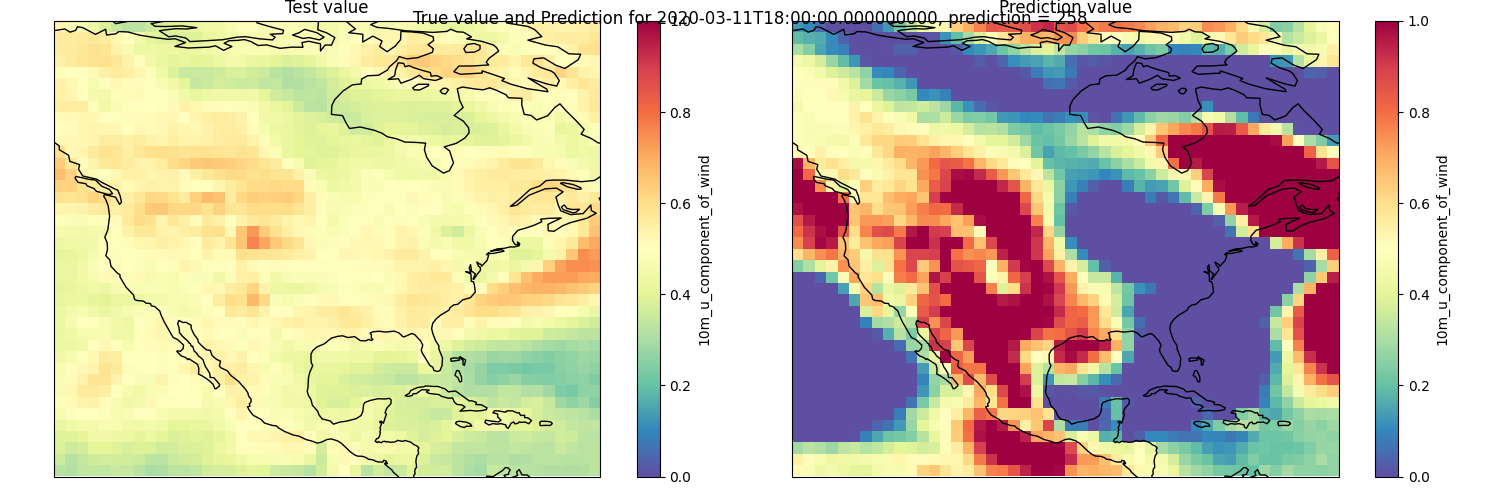 Test value
Prediction value
True value and Prediction for 2020-03-11T18:00:00.000000000, prediction = 258
1.0
0.8
0.6
0.4
0.2
0.0
10m_u_component_of_wind
1.0
0.8
0.6
0.4
0.2
0.0
10m_u_component_of_wind